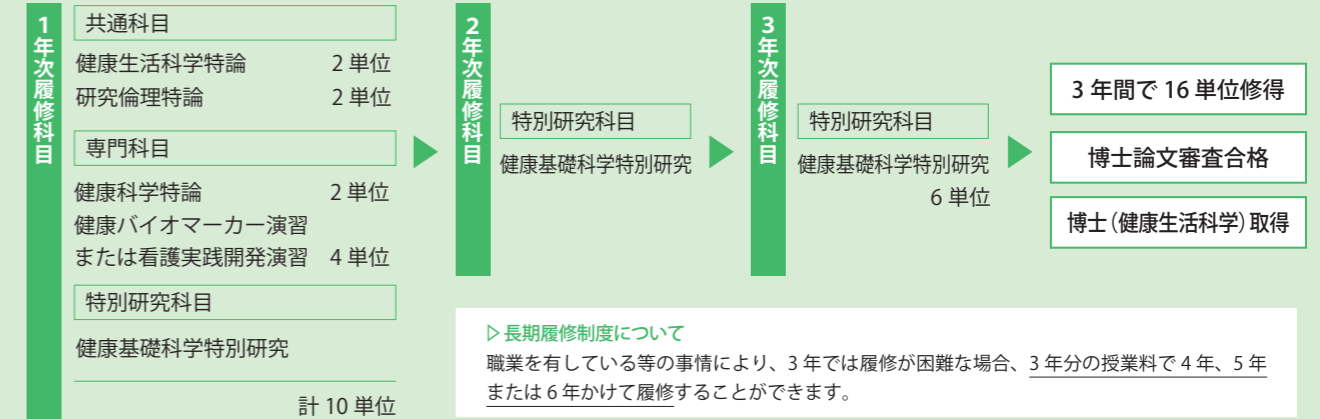 1年次履修科目
共通科目
健康生活科学特論 2単位
研究倫理特論 2単位
専門科目
健康科学特論 2単位
健康バイオマーカー演習
または看護実践開発演習 4単位
特別研究科目
健康基礎科学特別研究
計10単位
2年次履修科目
特別研究科目
健康基礎科学特別研究
3年次履修科目
特別研究科目
健康基礎科学特別研究
6単位
3年間で16単位修得
博士論文審査合格
博士(健康生活科学)取得
▷長期履修制度について
職業を有している等の事情により、3年では履修が困難な場合、3年分の授業料で4年、5年
または6年かけて履修することができます。